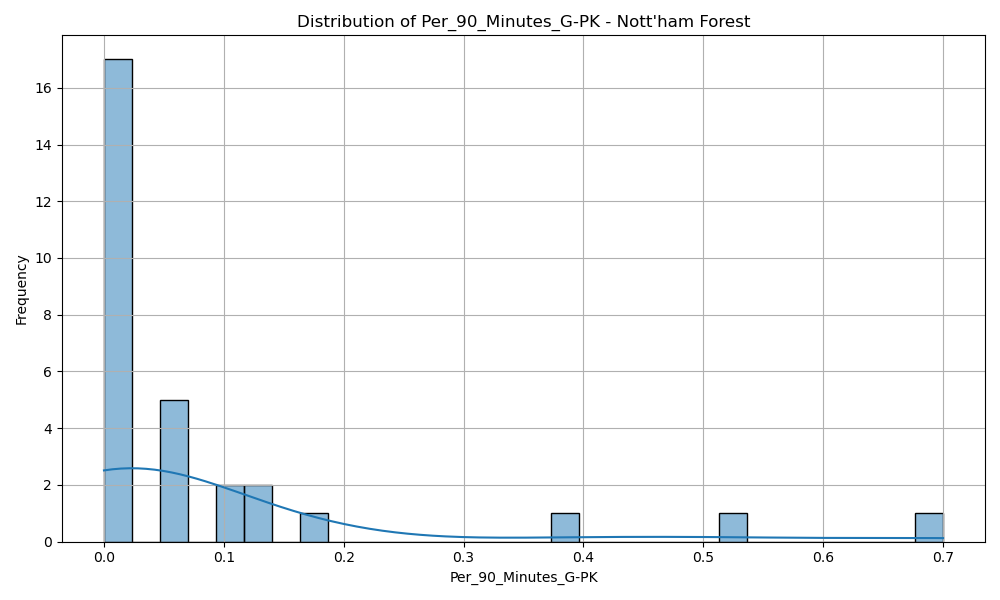 Distribution of Per_90_Minutes_G-PK - Nott'ham Forest
Frequency
16
14
12
10
8
6
4
2
0
0.0 0.1 0.2 0.3 0.4 0.5 0.6 0.7
Per_90_Minutes_G-PK